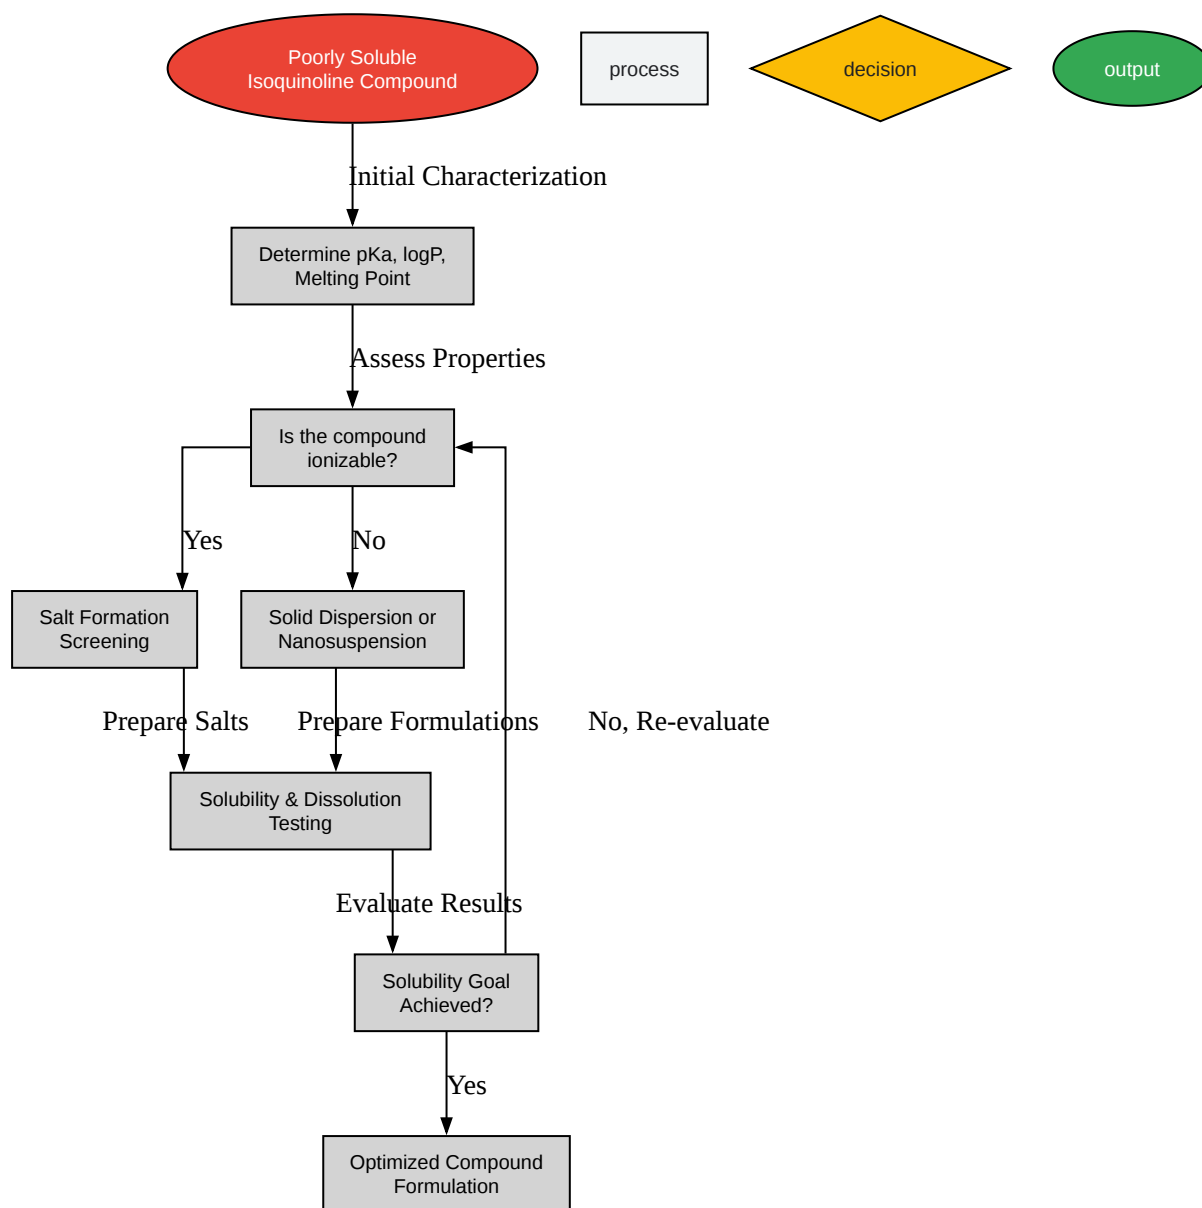 Poorly Soluble
Isoquinoline Compound
process
decision
output
Initial Characterization
Determine pKa, logP,
Melting Point
Assess Properties
Is the compound
ionizable?
Yes
No
Salt Formation
Screening
Solid Dispersion or
Nanosuspension
Prepare Salts
Prepare Formulations
No, Re-evaluate
Solubility & Dissolution
Testing
Evaluate Results
Solubility Goal
Achieved?
Yes
Optimized Compound
Formulation